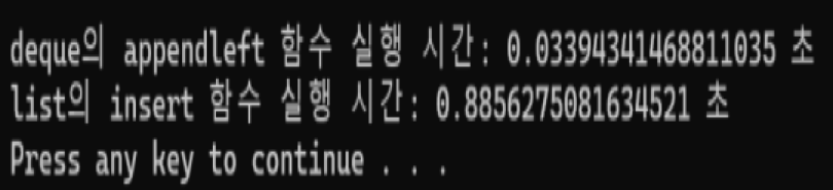 deque의 appendleft 함수 실행 시간: 0.03394341468811035 초
list의 insert 함수 실행 시간: 0.8856275081634521 초
Press any key to continue . . .